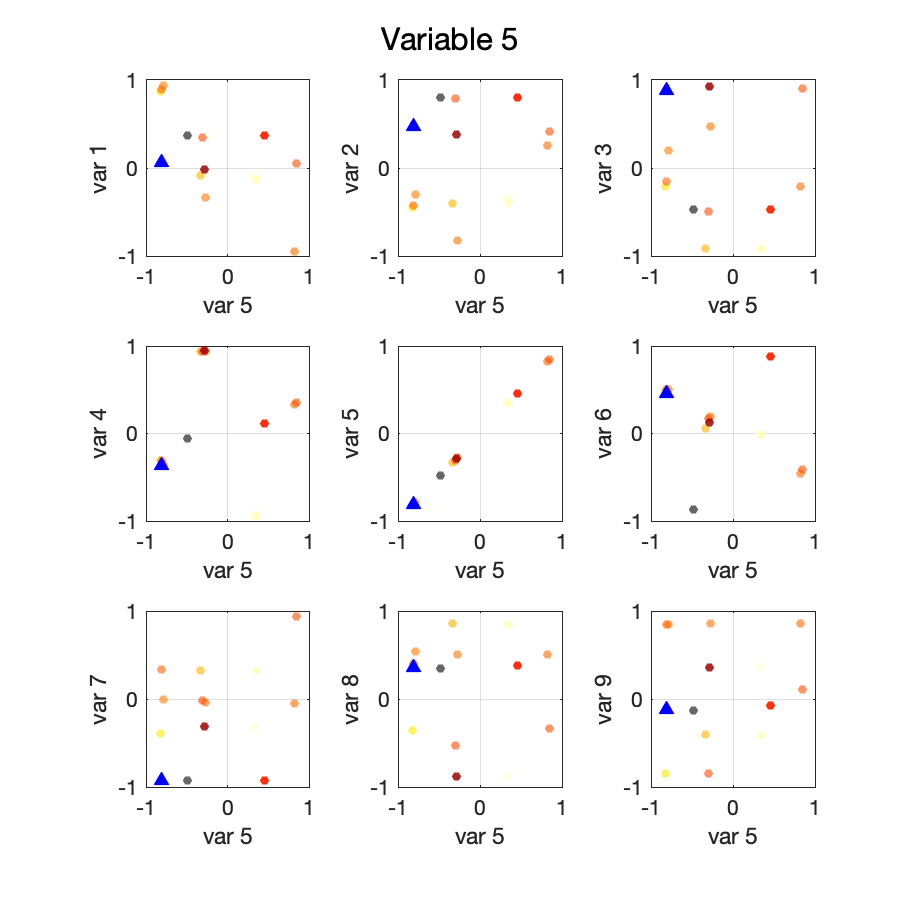 Variable 5
1 0 -1 var 1 -1 0 1 var 5
1 0 -1 var 2 -1 0 1 var 5
1 0 -1 var 3 -1 0 1 var 5
1 0 -1 var 4 -1 0 1 var 5
1 0 -1 var 5 -1 0 1 var 5
1 0 -1 var 6 -1 0 1 var 5
1 0 -1 var 7 -1 0 1 var 5
1 0 -1 var 8 -1 0 1 var 5
1 0 -1 var 9 -1 0 1 var 5